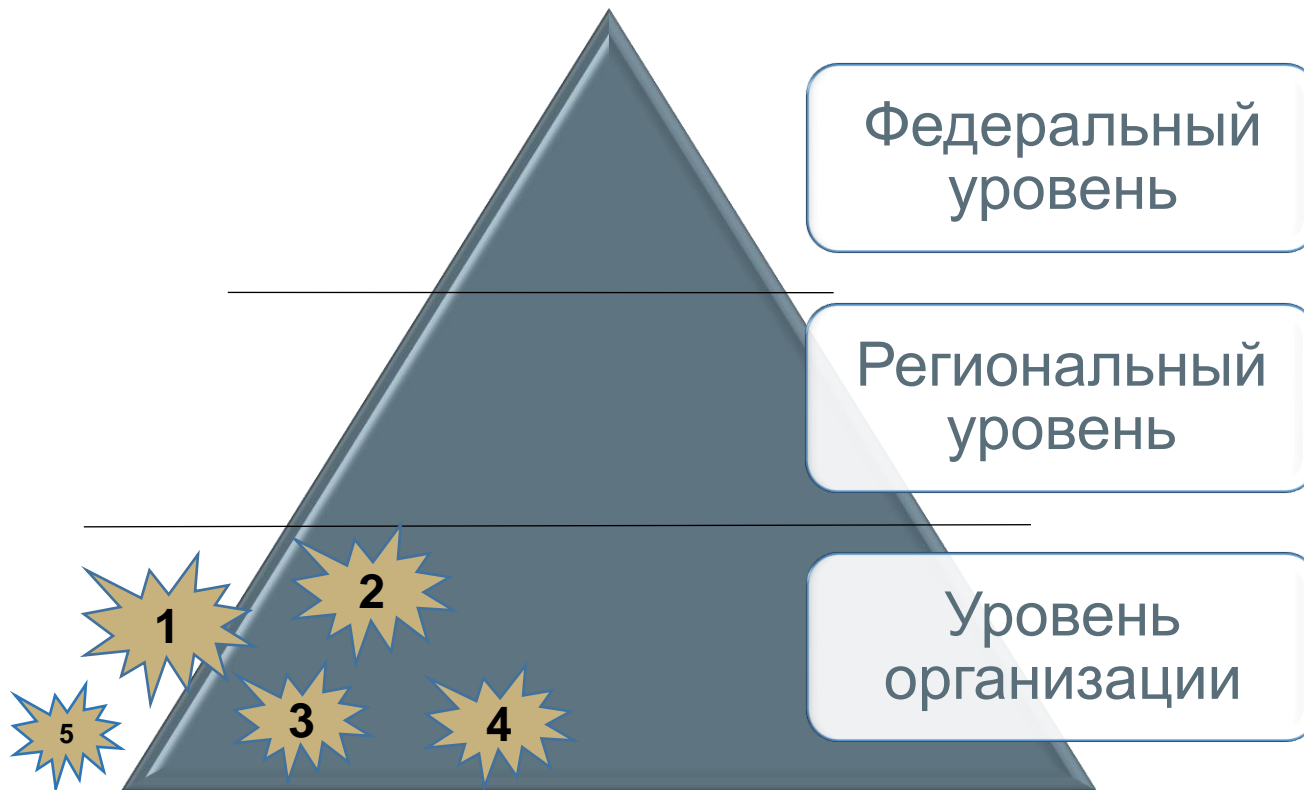 Федеральный
уровень
Региональный
уровень
Уровень
организации
1
2
3
4
5